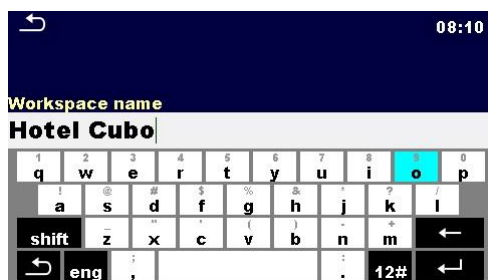 08:10
Workspace name
Hotel Cubo
1 2 3 4 5 6 7 8 9 0
q w e r t y u i o p
! @ # $ % & * ? /
a s d f g h j k l
" ' ( ) - +
shift z x c v b n m
; :
eng , . 12#